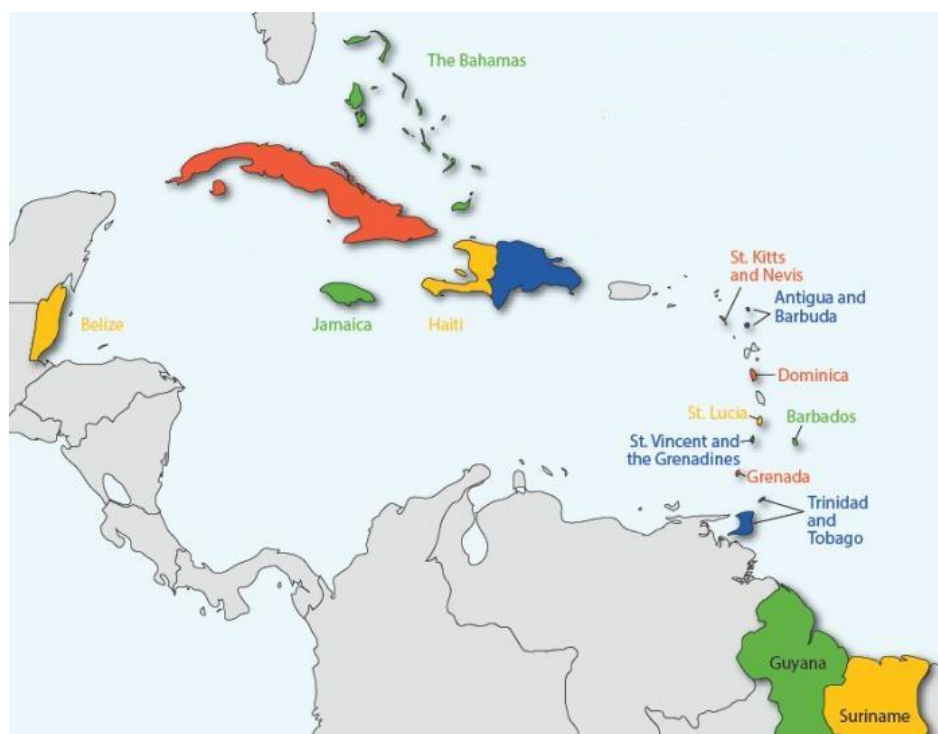 The Bahamas
St. Kitts
and Nevis
Antigua and
Barbuda
Belize
Jamaica
Haiti
Dominica
St. Lucia
Barbados
St. Vincent and
the Grenadines
Grenada
Trinidad
and
Tobago
Guyana
Suriname